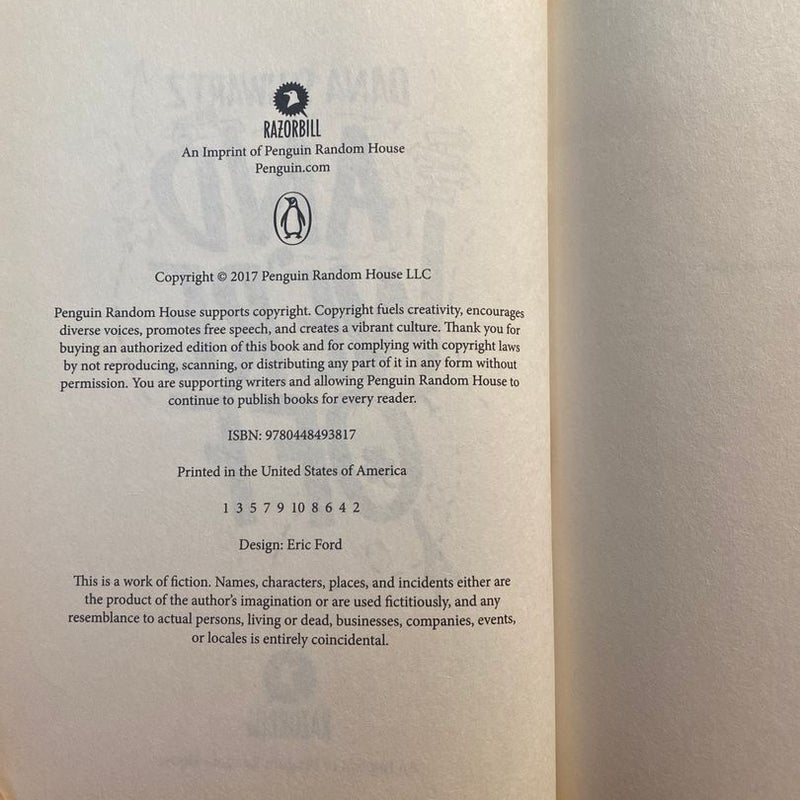 RAZORBILL
An Imprint of Penguin Random House
Penguin.com
Copyright © 2017 Penguin Random House LLC
Penguin Random House supports copyright. Copyright fuels creativity, encourages
diverse voices, promotes free speech, and creates a vibrant culture. Thank you for
buying an authorized edition of this book and for complying with copyright laws
by not reproducing, scanning, or distributing any part of it in any form without
permission. You are supporting writers and allowing Penguin Random House to
continue to publish books for every reader.
ISBN: 9780448493817
Printed in the United States of America
1 3 5 7 9 10 8 6 4 2
Design: Eric Ford
This is a work of fiction. Names, characters, places, and incidents either are
the product of the author's imagination or are used fictitiously, and any
resemblance to actual persons, living or dead, businesses, companies, events,
or locales is entirely coincidental.